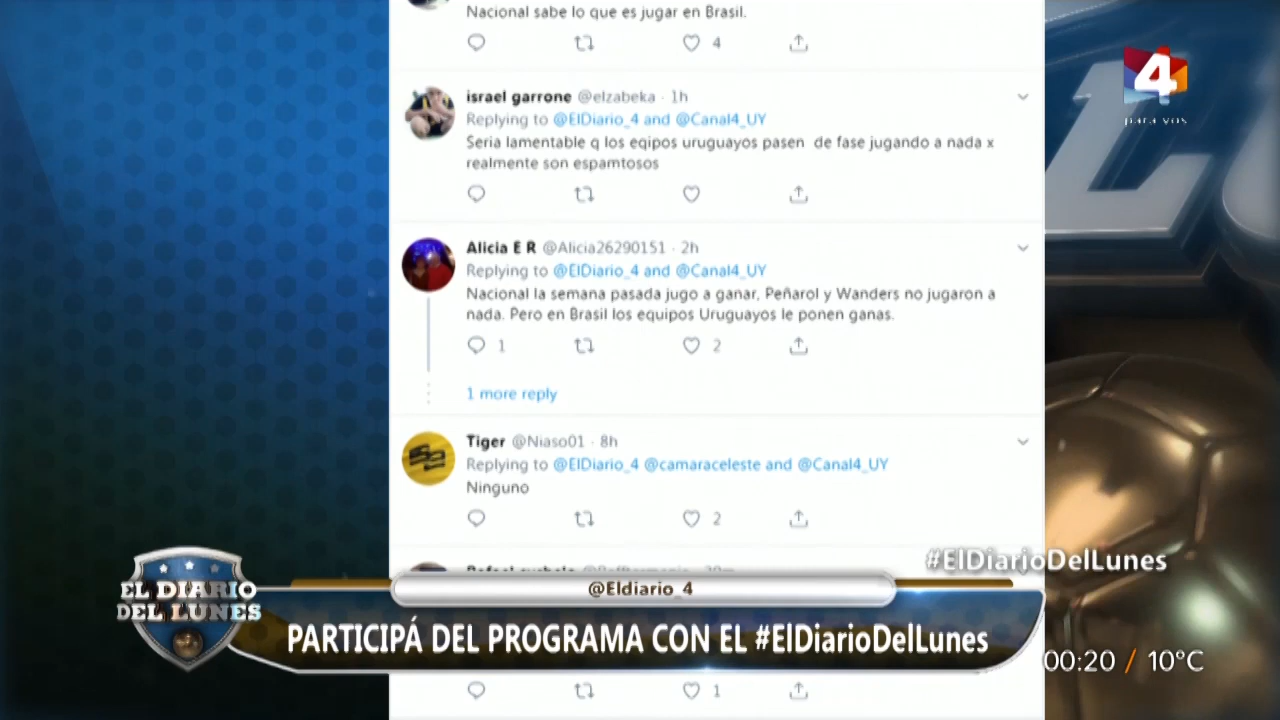 Nacional sabe lo que es jugar en Brasil.
4
israel garrone @elzabeka · 1h
Replying to @ElDiario_4 and @Canal4_UY
Seria lamentable q los eqipos uruguayos pasen de fase jugando a nada x
realmente son espamtosos
Alicia E R @Alicia26290151 · 2h
Replying to @ElDiario_4 and @Canal4_UY
Nacional la semana pasada jugo a ganar, Peñarol y Wanders no jugaron a
nada. Pero en Brasil los equipos Uruguayos le ponen ganas.
1 2
1 more reply
Tiger @Niaso01 · 8h
Replying to @ElDiario_4 @camaraceleste and @Canal4_UY
Ninguno
2
4
para vos
#ElDiarioDelLunes
@Eldiario_4
EL DIARIO
DEL LUNES
PARTICIPÁ DEL PROGRAMA CON EL #ElDiarioDelLunes
00:20 / 10°C
1